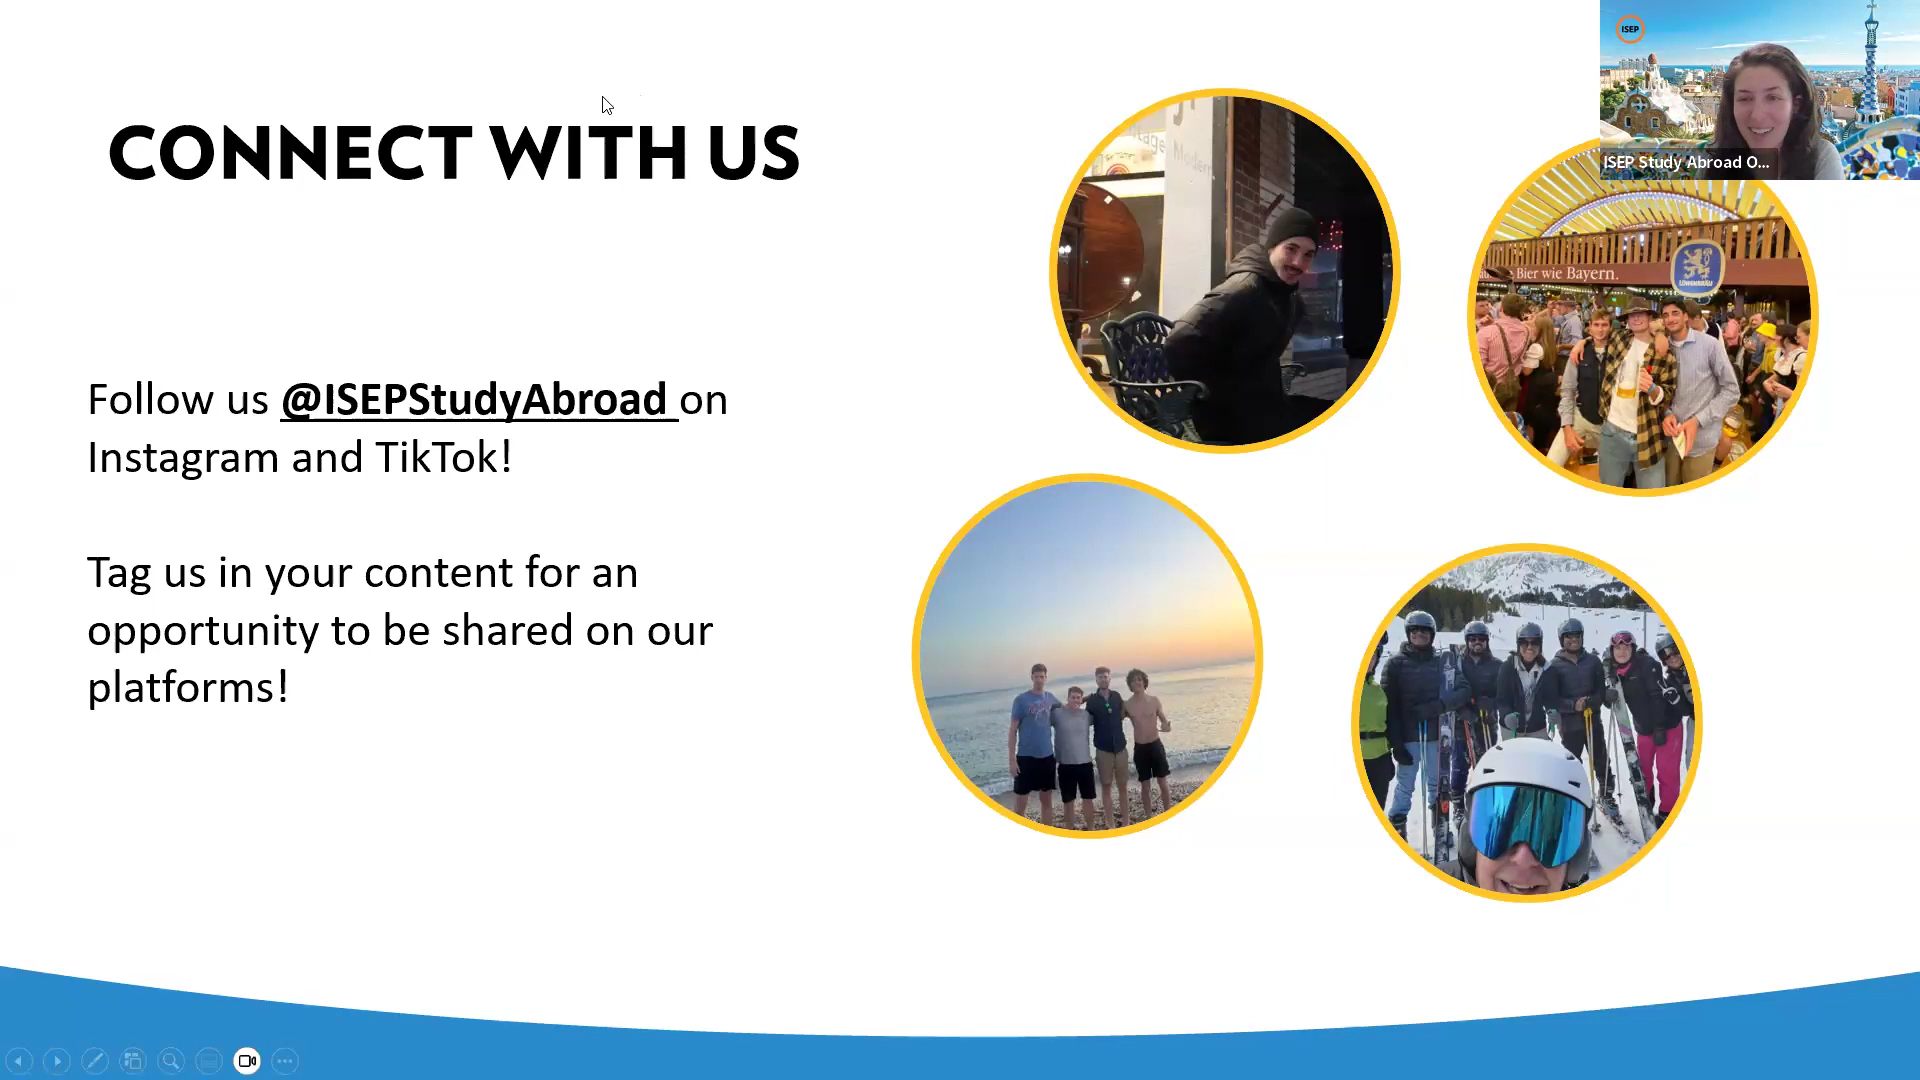 CONNECT WITH US
Follow us @ISEPStudyAbroad on
Instagram and TikTok!
Tag us in your content for an
opportunity to be shared on our
platforms!
Bier wie Bayern.
LÖWENBRÄU
ISEP
ISEP Study Abroad O...